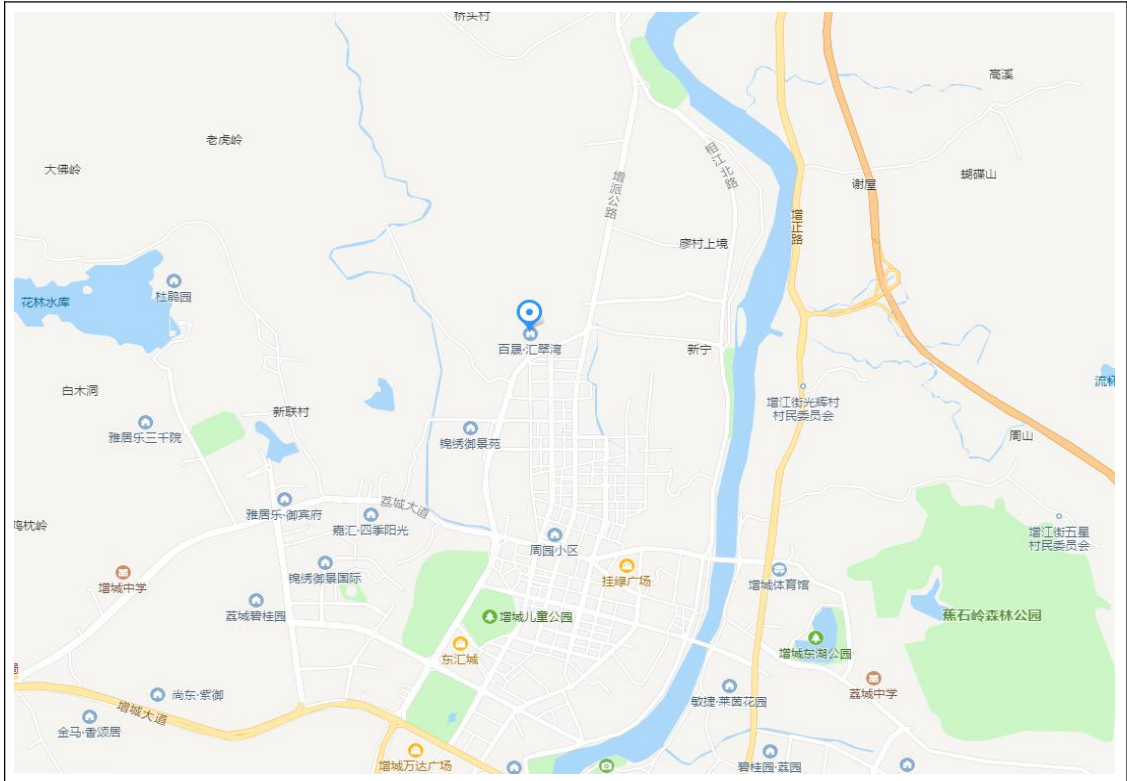 桥头村
高溪
老虎岭
大佛岭
相江北路
蝴蝶山
谢屋
增派公路
增正路
廖村上境
杜鹃园
花林水库
百晟·汇翠湾
新宁
流杯
白木洞
增江街光辉村
村民委员会
新联村
雅居乐三千院
锦绣御景苑
周山
荔城大道
雅居乐·御宾府
嘉汇·四季阳光
鸡枕岭
增江街五星
村民委员会
周园小区
挂绿广场
锦绣御景国际
增城中学
增城体育馆
荔城碧桂园
增城儿童公园
蕉石岭森林公园
东汇城
增城东湖公园
尚东·紫御
荔城中学
敏捷·莱茵花园
增城大道
金马·香颂居
增城万达广场
碧桂园·荔园